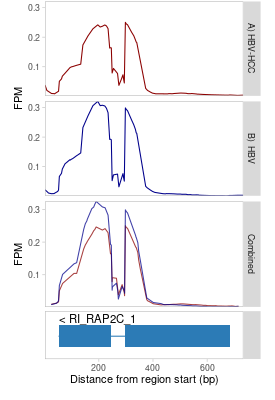 0.3
0.2
0.1
A) HBV-HCC
FPM
0.3
0.2
0.1
B) HBV
0.3
0.2
0.1
FPM
Combined
< RI_RAP2C_1
200 400 600
Distance from region start (bp)